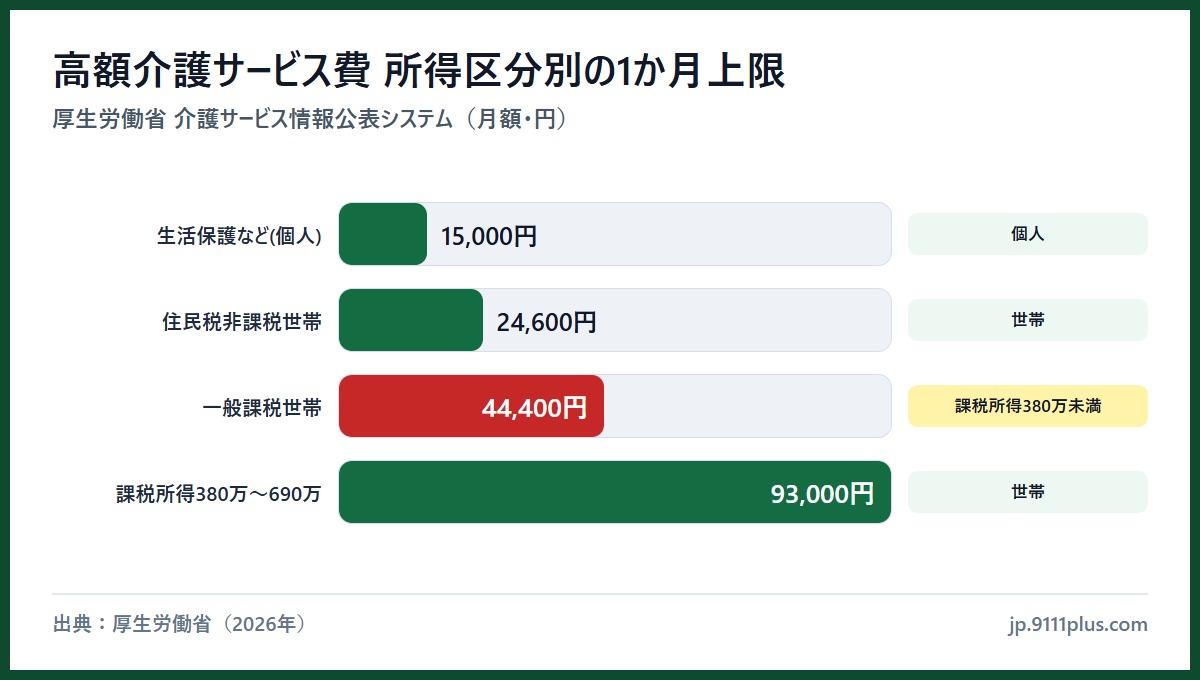 高額介護サービス費 所得区分別の1か月上限
厚生労働省 介護サービス情報公表システム（月額・円）
生活保護など(個人) 15,000円 個人
住民税非課税世帯 24,600円 世帯
一般課税世帯 44,400円 課税所得380万未満
課税所得380万～690万 93,000円 世帯
出典：厚生労働省（2026年） jp.9111plus.com